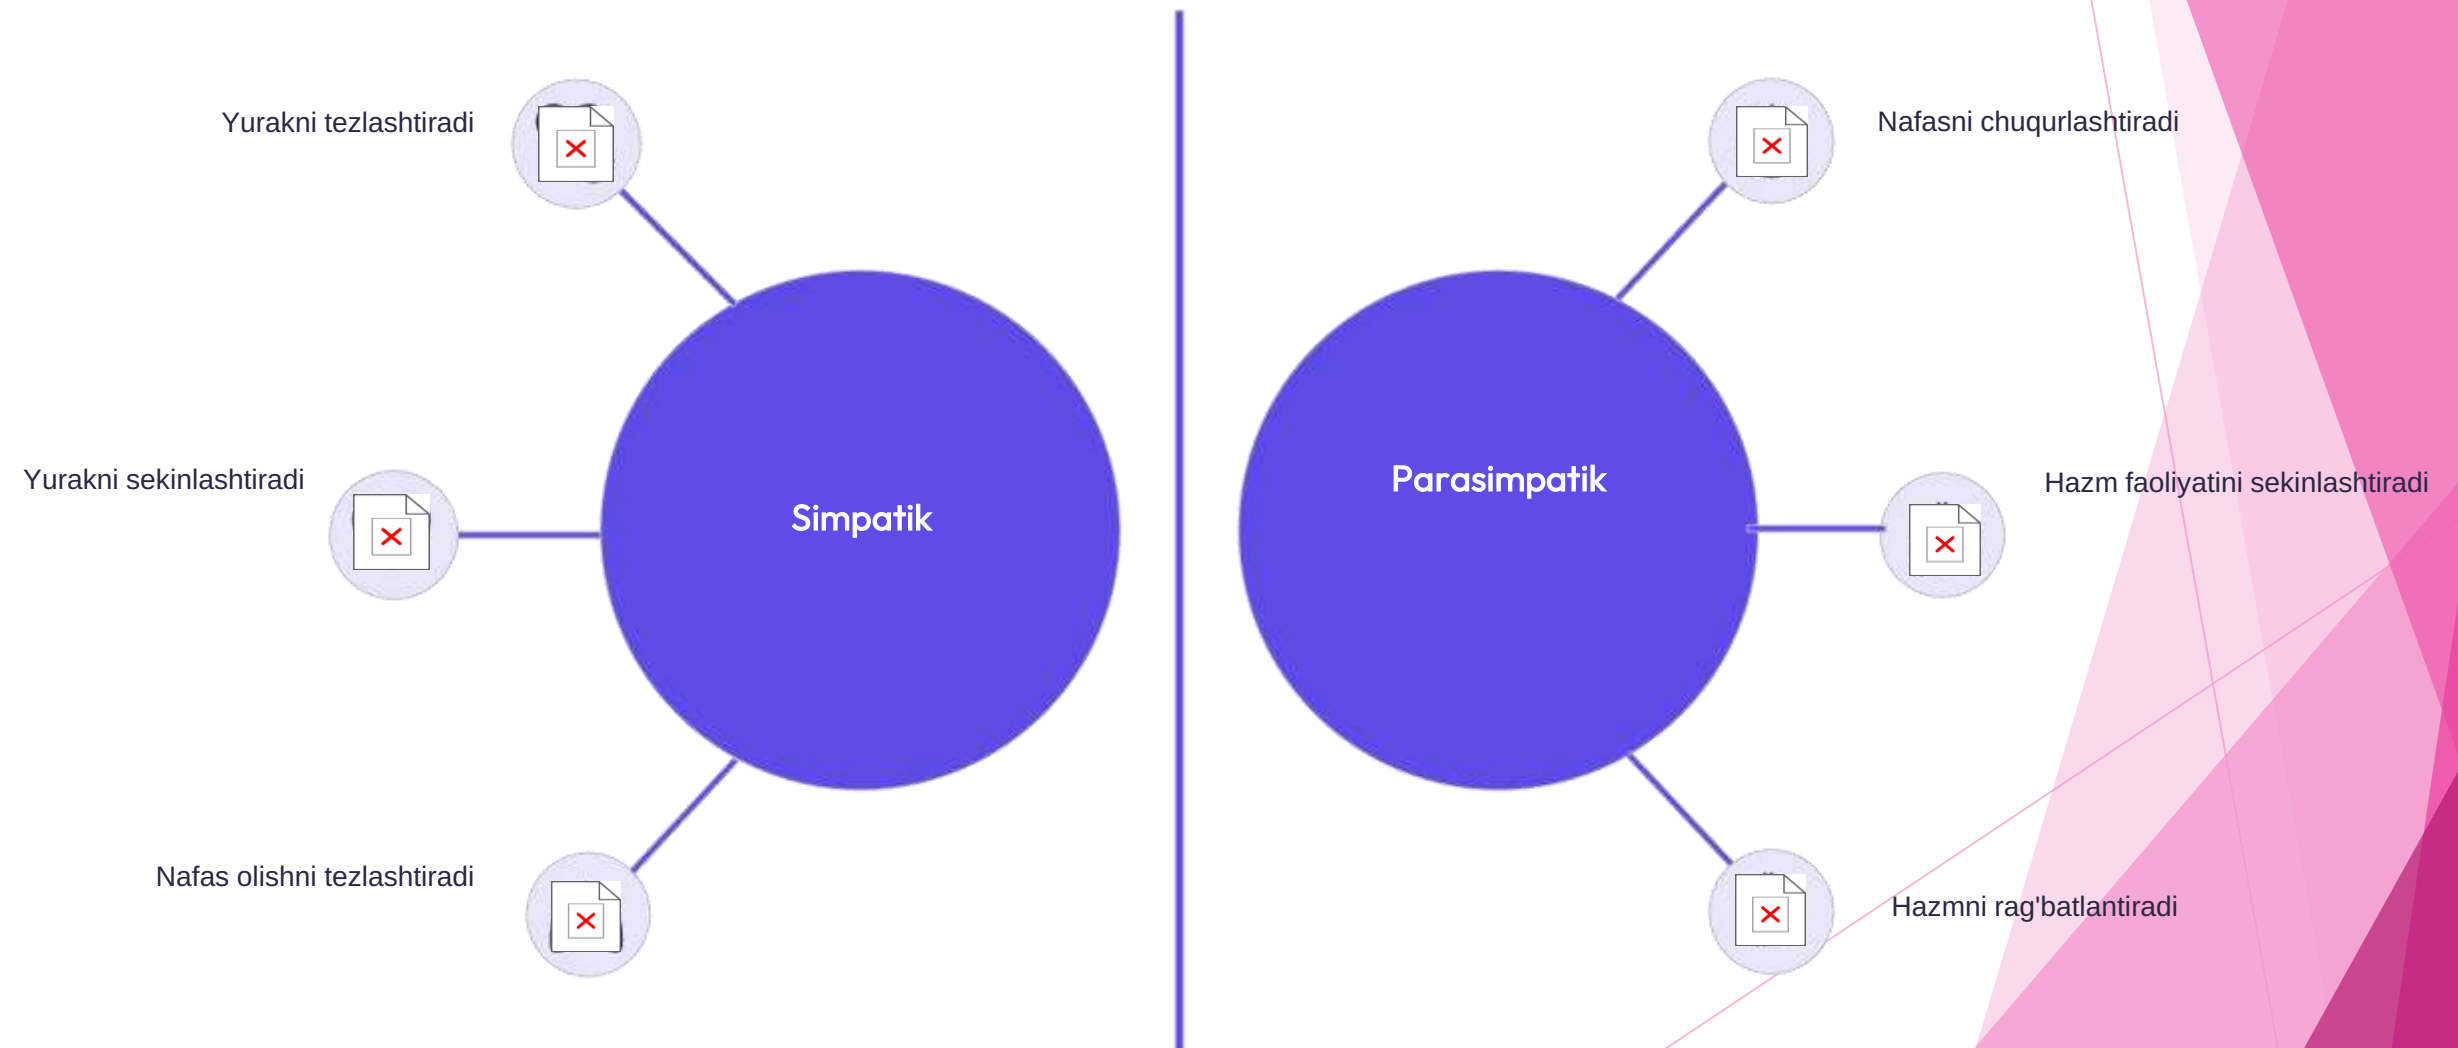 Yurakni tezlashtiradi
Yurakni sekinlashtiradi
Simpatik
Nafas olishni tezlashtiradi
Nafasni chuqurlashtiradi
Parasimpatik
Hazm faoliyatini sekinlashtiradi
Hazmni rag'batlantiradi